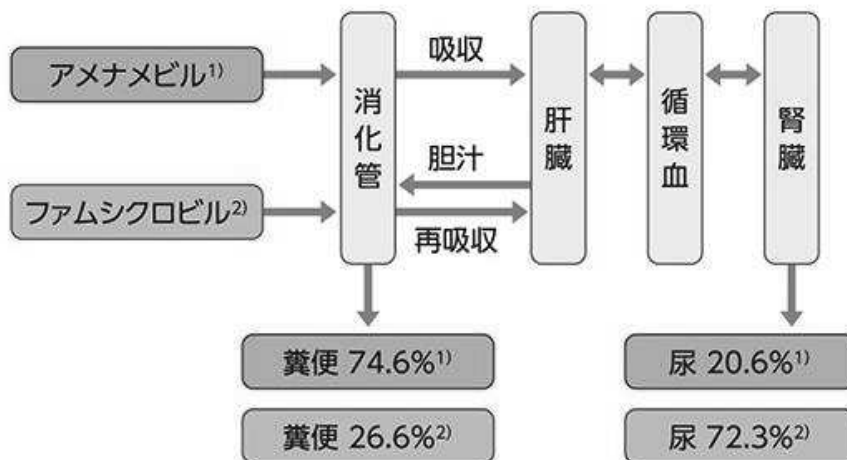 アメナメビル1)
ファムシクロビル2)
消化管
吸収
胆汁
再吸収
肝臓
循環血
腎臓
糞便 74.6%1)
尿 20.6%1)
糞便 26.6%2)
尿 72.3%2)